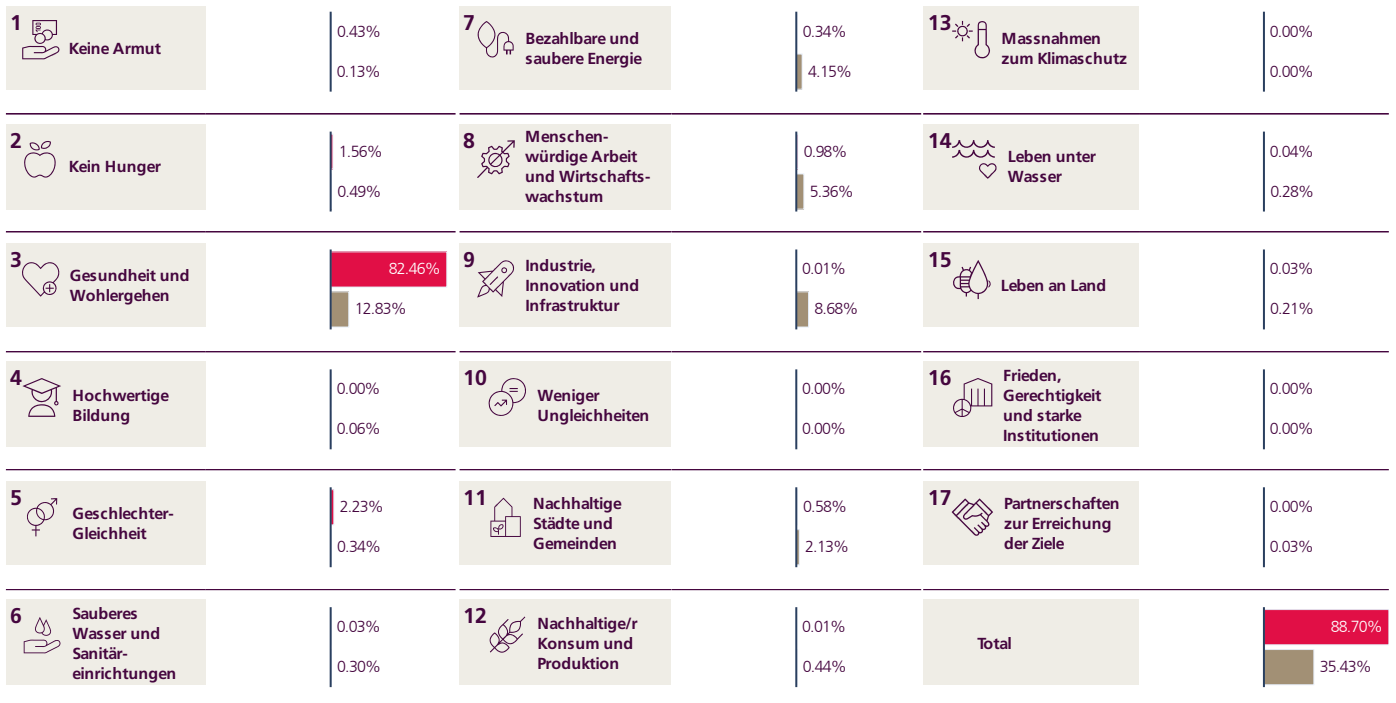 1
Keine Armut
0.43%
0.13%
2
Kein Hunger
1.56%
0.49%
3
Gesundheit und
Wohlergehen
82.46%
12.83%
4
Hochwertige
Bildung
0.00%
0.06%
5
Geschlechter-
Gleichheit
2.23%
0.34%
6
Sauberes
Wasser und
Sanitär-
einrichtungen
0.03%
0.30%
7
Bezahlbare und
saubere Energie
0.34%
4.15%
8
Menschen-
würdige Arbeit
und Wirtschafts-
wachstum
0.98%
5.36%
9
Industrie,
Innovation und
Infrastruktur
0.01%
8.68%
10
Weniger
Ungleichheiten
0.00%
0.00%
11
Nachhaltige
Städte und
Gemeinden
0.58%
2.13%
12
Nachhaltige/r
Konsum und
Produktion
0.01%
0.44%
13
Massnahmen
zum Klimaschutz
0.00%
0.00%
14
Leben unter
Wasser
0.04%
0.28%
15
Leben an Land
0.03%
0.21%
16
Frieden,
Gerechtigkeit
und starke
Institutionen
0.00%
0.00%
17
Partnerschaften
zur Erreichung
der Ziele
0.00%
0.03%
Total
88.70%
35.43%